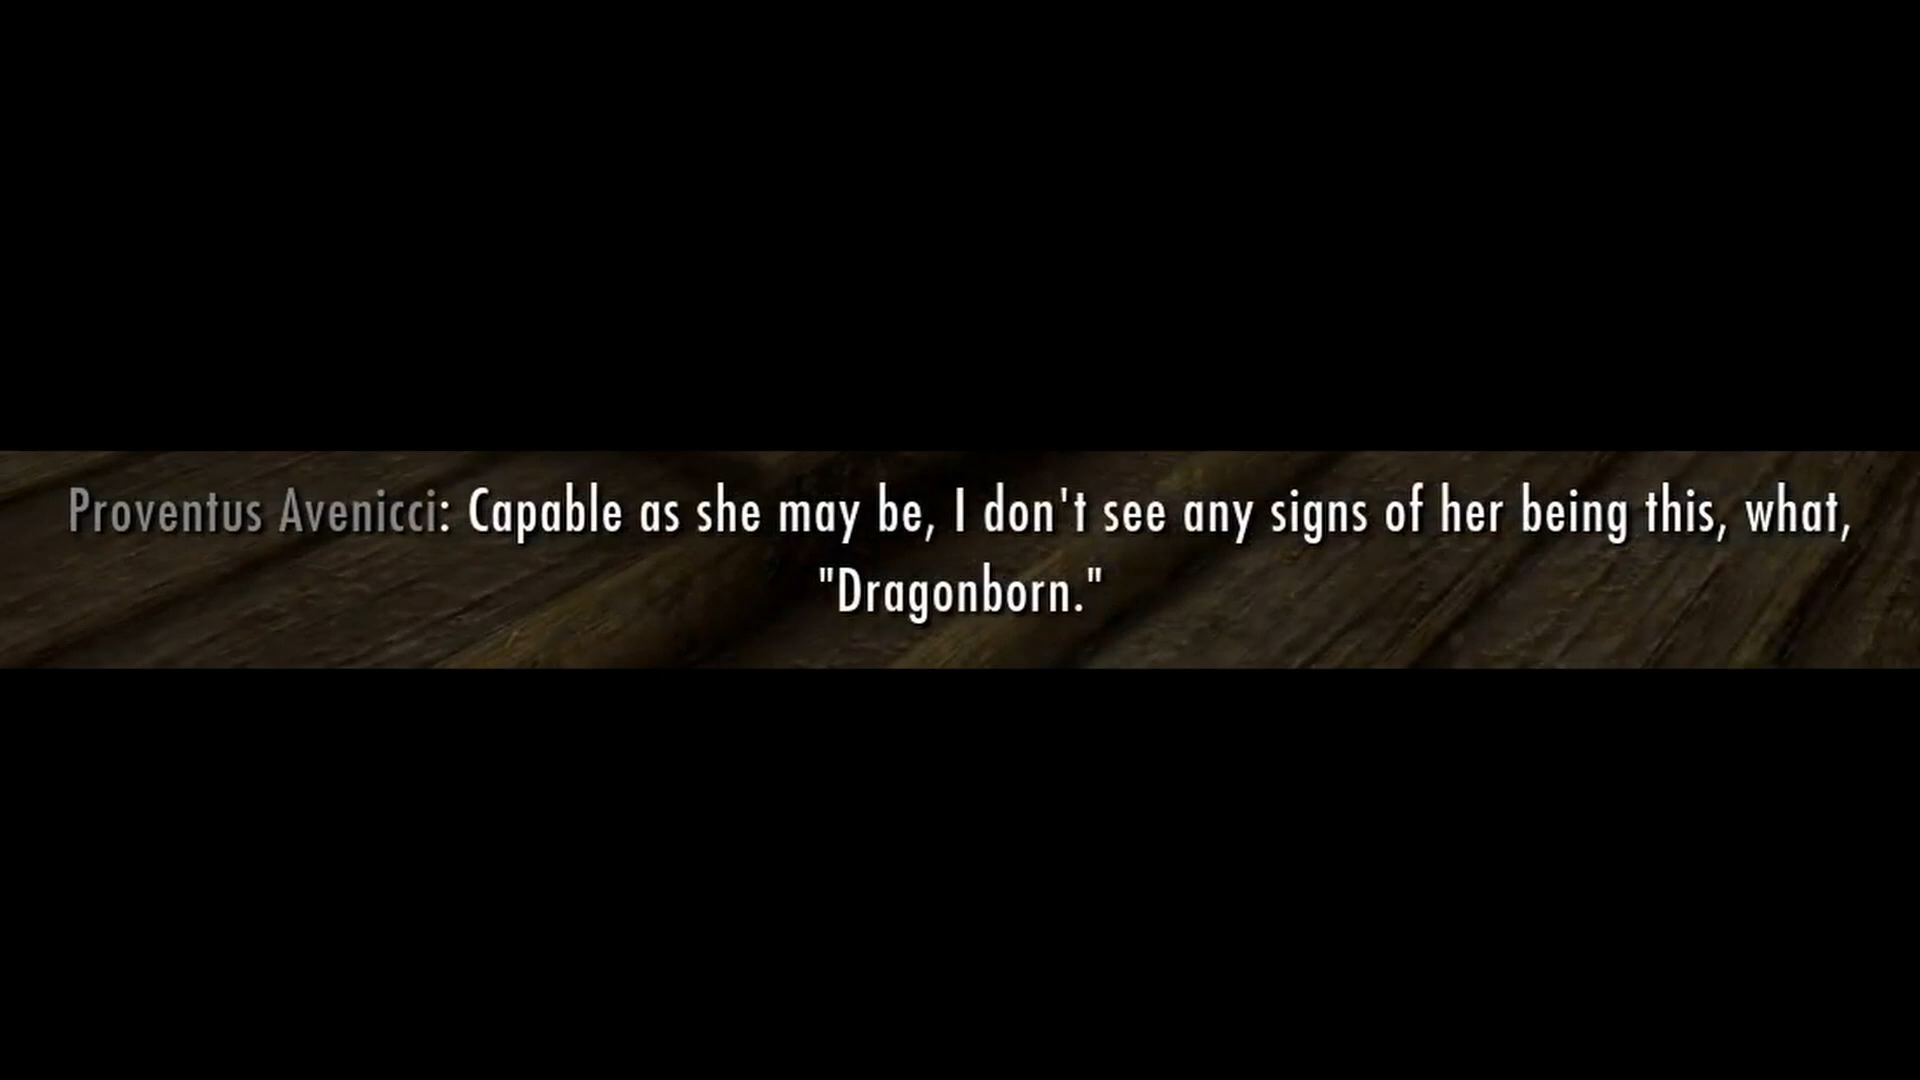 Proventus Avenicci: Capable as she may be, I don't see any signs of her being this, what,
"Dragonborn."